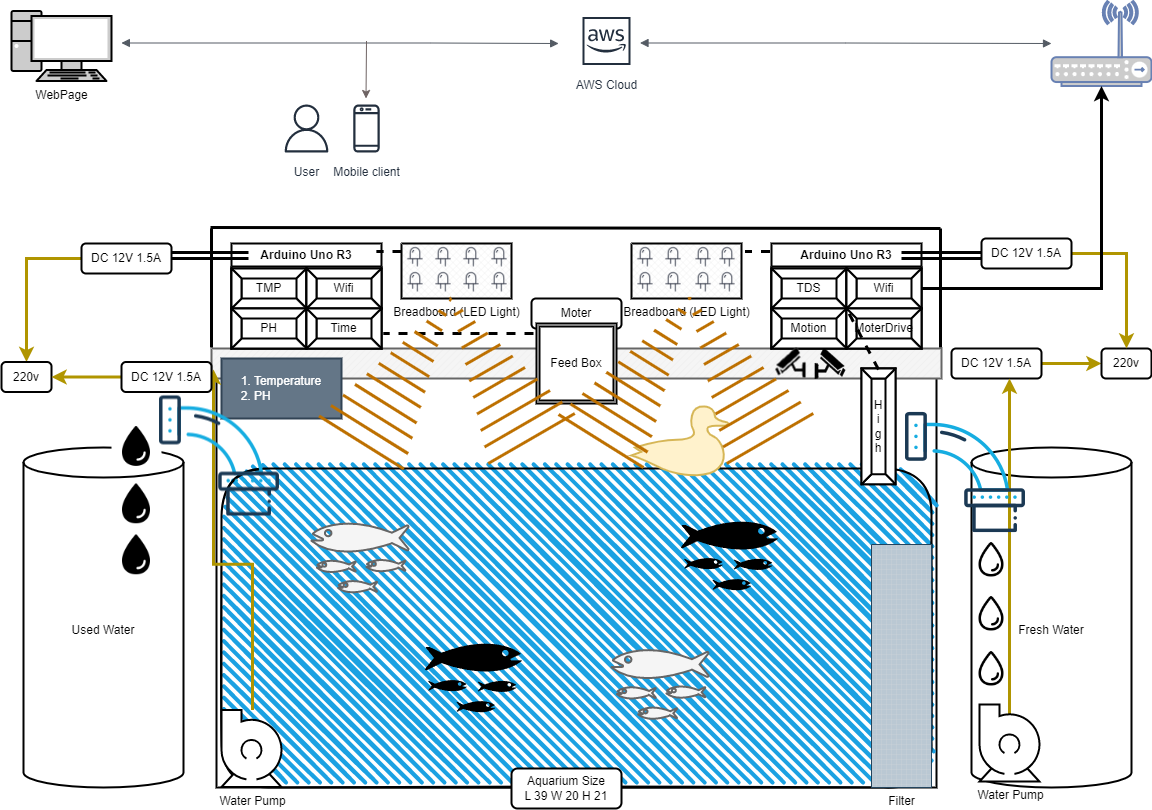 aws
WebPage
AWS Cloud
User
Mobile client
DC 12V 1.5A
Arduino Uno R3
Arduino Uno R3
DC 12V 1.5A
TMP
Wifi
TDS
Wifi
Breadboard (LED Light)
Moter
Breadboard (LED Light)
PH
Time
Motion
MoterDrive
220v
DC 12V 1.5A
1. Temperature
2. PH
Feed Box
DC 12V 1.5A
220v
H
i
g
h
Used Water
Fresh Water
Water Pump
Aquarium Size
L 39 W 20 H 21
Filter
Water Pump